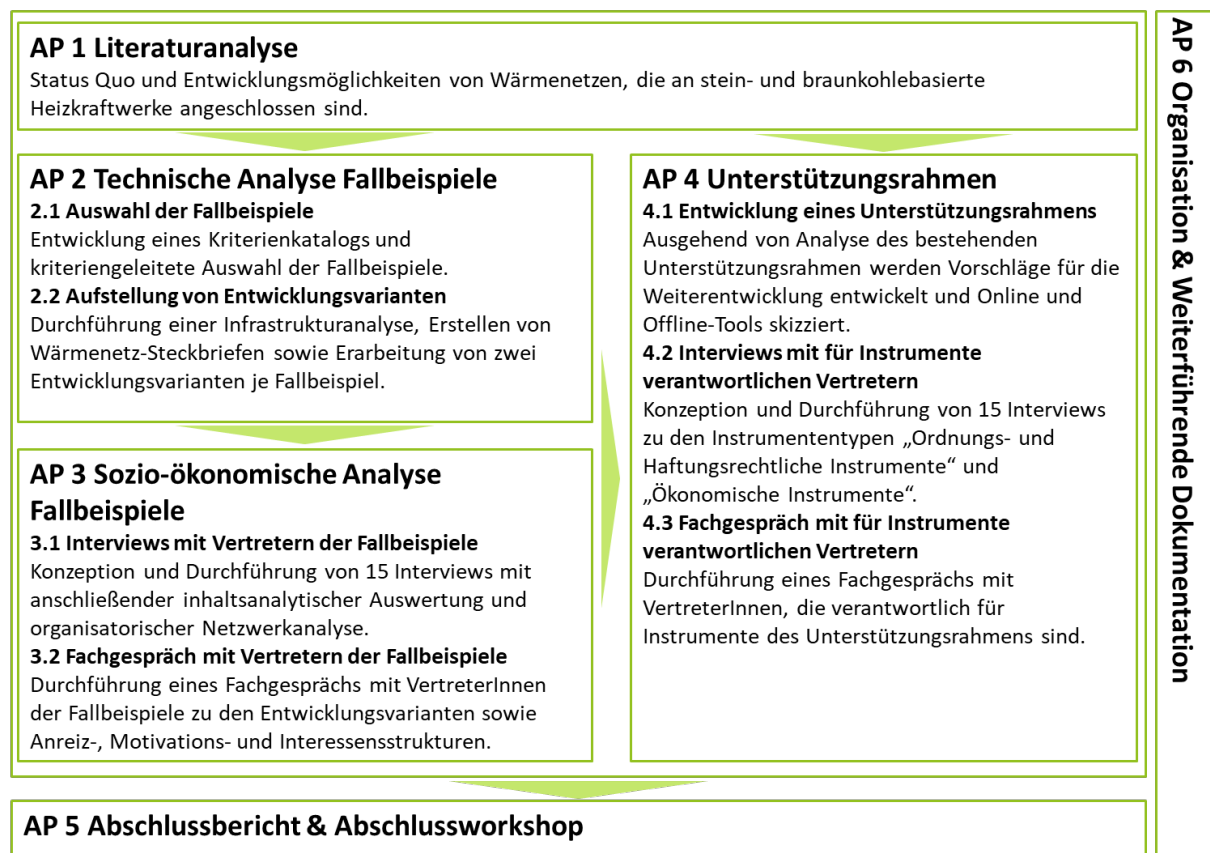 AP 1 Literaturanalyse
Status Quo und Entwicklungsmöglichkeiten von Wärmenetzen, die an stein- und braunkohlebasierte
Heizkraftwerke angeschlossen sind.
AP 2 Technische Analyse Fallbeispiele
2.1 Auswahl der Fallbeispiele
Entwicklung eines Kriterienkatalogs und
kriteriengeleitete Auswahl der Fallbeispiele.
2.2 Aufstellung von Entwicklungsvarianten
Durchführung einer Infrastrukturanalyse, Erstellen von
Wärmenetz-Steckbriefen sowie Erarbeitung von zwei
Entwicklungsvarianten je Fallbeispiel.
AP 3 Sozio-ökonomische Analyse
Fallbeispiele
3.1 Interviews mit Vertretern der Fallbeispiele
Konzeption und Durchführung von 15 Interviews mit
anschließender inhaltsanalytischer Auswertung und
organisatorischer Netzwerkanalyse.
3.2 Fachgespräch mit Vertretern der Fallbeispiele
Durchführung eines Fachgesprächs mit VertreterInnen
der Fallbeispiele zu den Entwicklungsvarianten sowie
Anreiz-, Motivations- und Interessensstrukturen.
AP 4 Unterstützungsrahmen
4.1 Entwicklung eines Unterstützungsrahmens
Ausgehend von Analyse des bestehenden
Unterstützungsrahmen werden Vorschläge für die
Weiterentwicklung entwickelt und Online und
Offline-Tools skizziert.
4.2 Interviews mit für Instrumente
verantwortlichen Vertretern
Konzeption und Durchführung von 15 Interviews
zu den Instrumententypen „Ordnungs- und
Haftungsrechtliche Instrumente“ und
„Ökonomische Instrumente“.
4.3 Fachgespräch mit für Instrumente
verantwortlichen Vertretern
Durchführung eines Fachgesprächs mit
VertreterInnen, die verantwortlich für
Instrumente des Unterstützungsrahmens sind.
AP 5 Abschlussbericht & Abschlussworkshop
AP 6 Organisation & Weiterführende Dokumentation